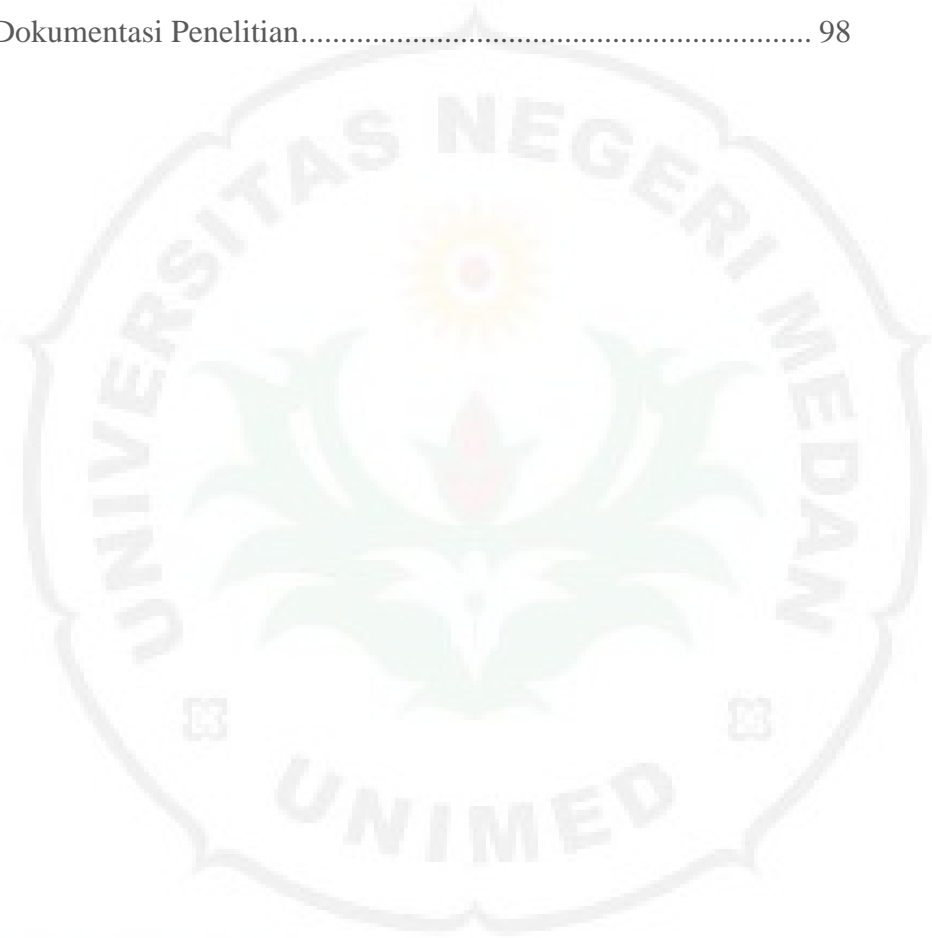 Dokumentasi Penelitian................................................................ 98
UNIVERSITAS NEGERI MEDAN
UNIMED